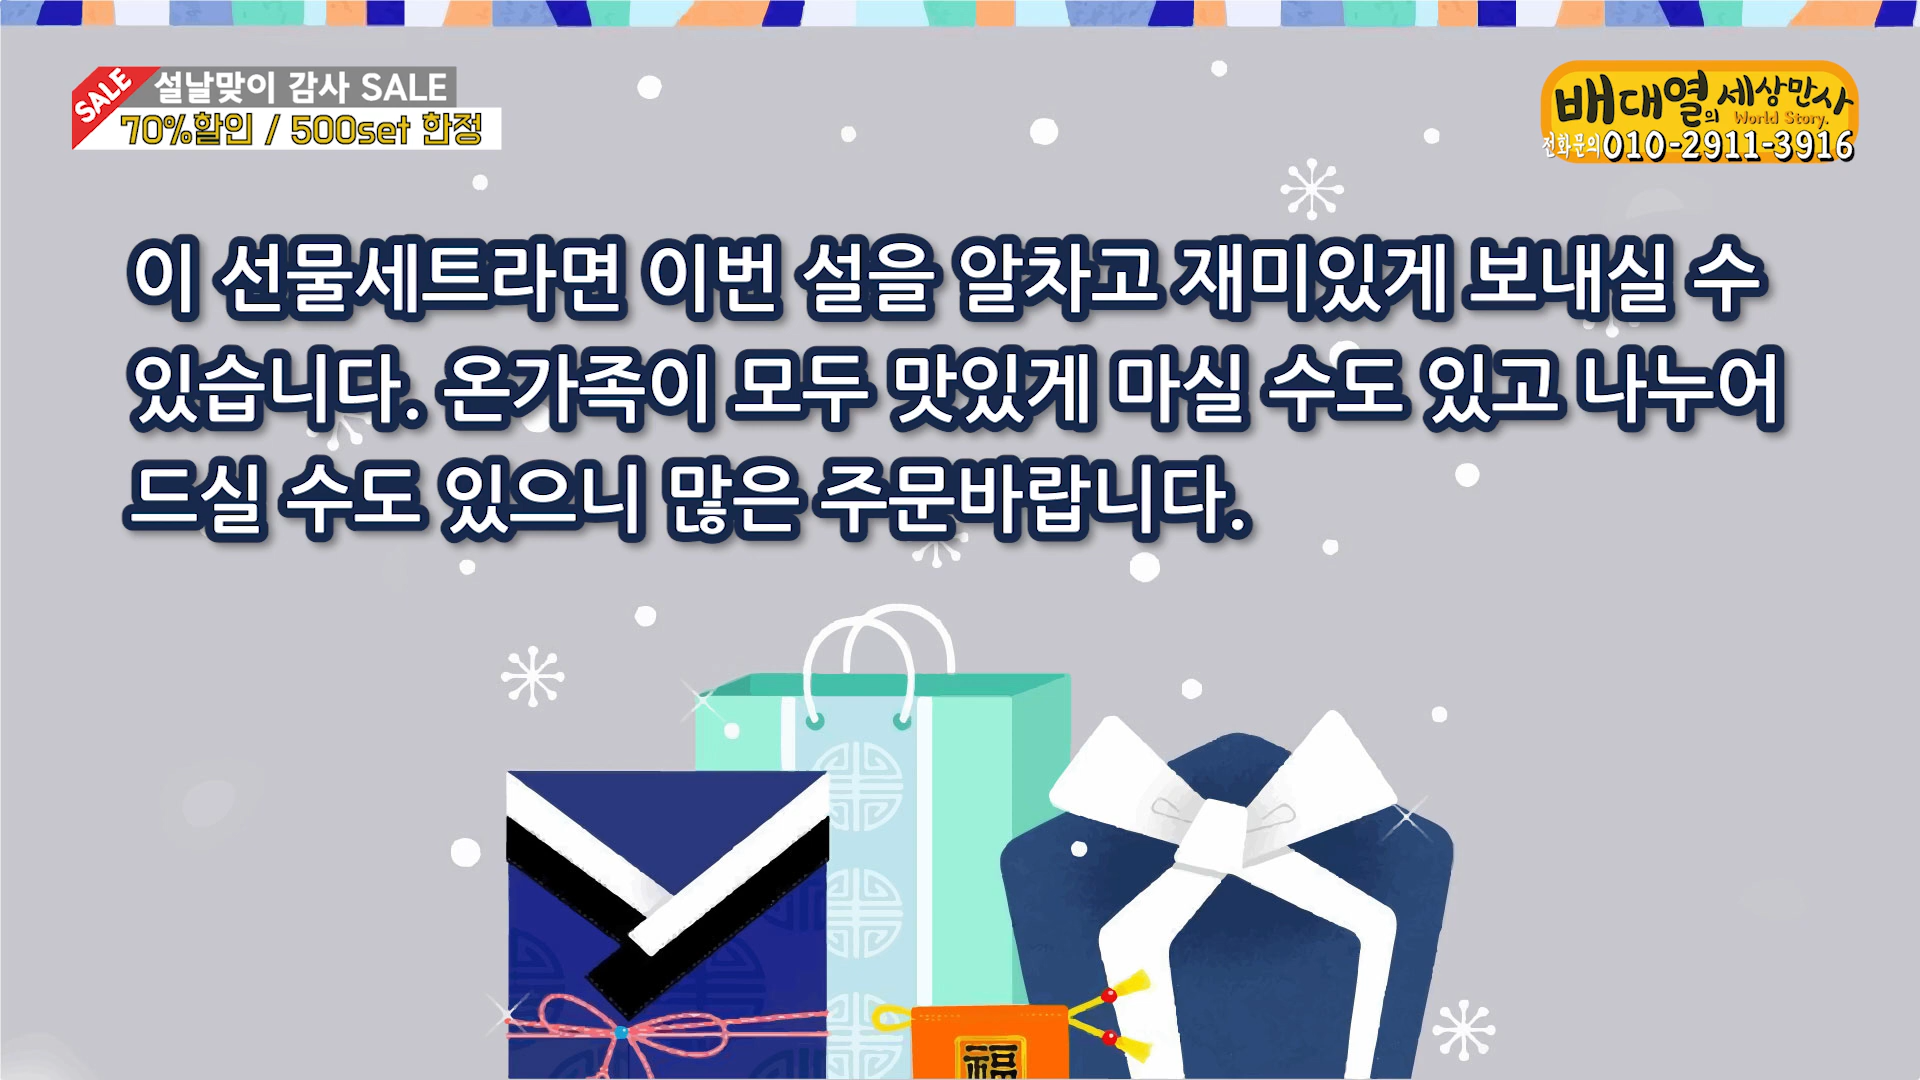 SALE 설날맞이 감사 SALE
70%할인 / 500set 한정
배대열의 세상만사
World Story.
전화문의 010-2911-3916
이 선물세트라면 이번 설을 알차고 재미있게 보내실 수
있습니다. 온가족이 모두 맛있게 마실 수도 있고 나누어
드실 수도 있으니 많은 주문바랍니다.
福